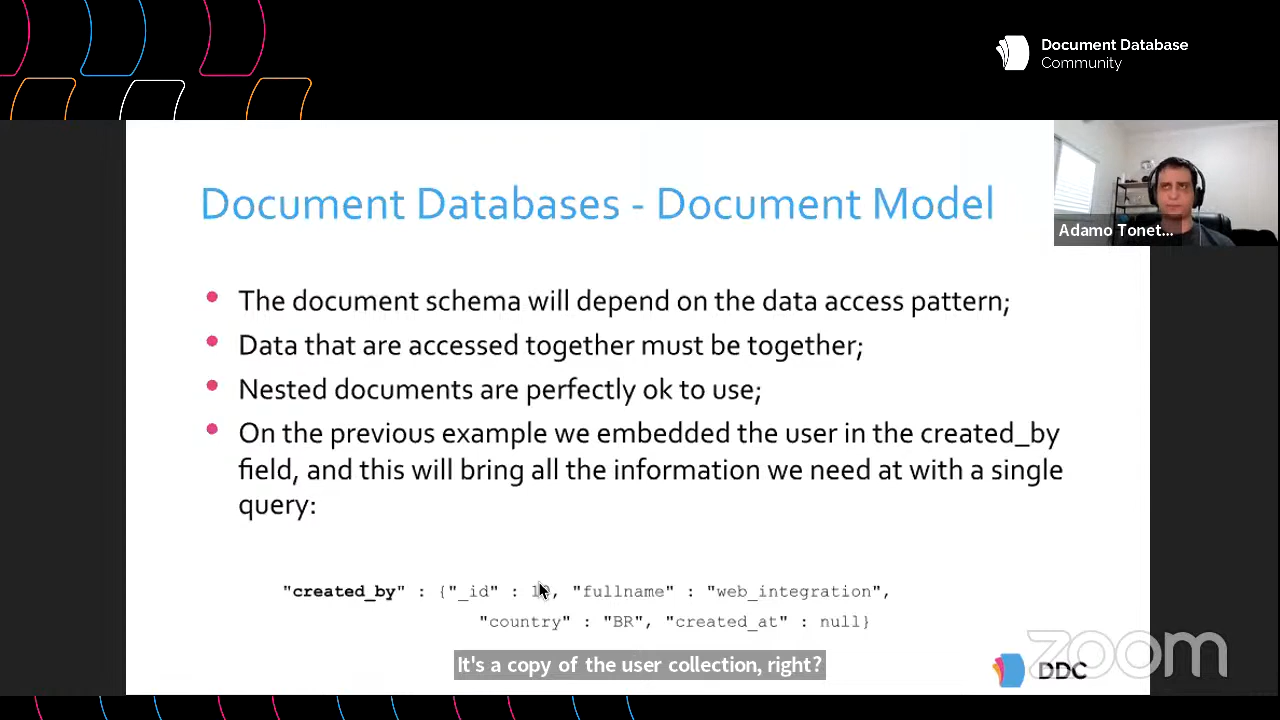 Document Database
Community
Document Databases - Document Model
Adamo Tonet...
The document schema will depend on the data access pattern;
Data that are accessed together must be together;
Nested documents are perfectly ok to use;
On the previous example we embedded the user in the created_by
field, and this will bring all the information we need at with a single
query:
"created_by" : {"_id" : , "fullname" : "web_integration",
"country" : "BR", "created_at" : null}
It's a copy of the user collection, right?
zoom
DDC